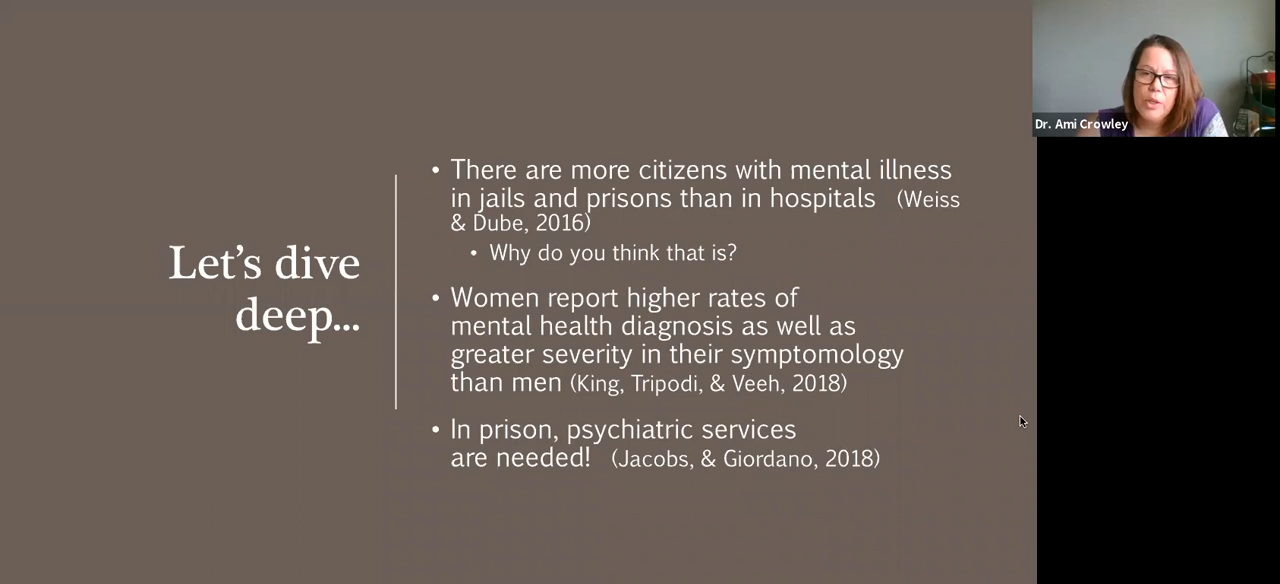 Let's dive
deep...
• There are more citizens with mental illness
in jails and prisons than in hospitals (Weiss
& Dube, 2016)
• Why do you think that is?
• Women report higher rates of
mental health diagnosis as well as
greater severity in their symptomology
than men (King, Tripodi, & Veeh, 2018)
• In prison, psychiatric services
are needed! (Jacobs, & Giordano, 2018)
Dr. Ami Crowley